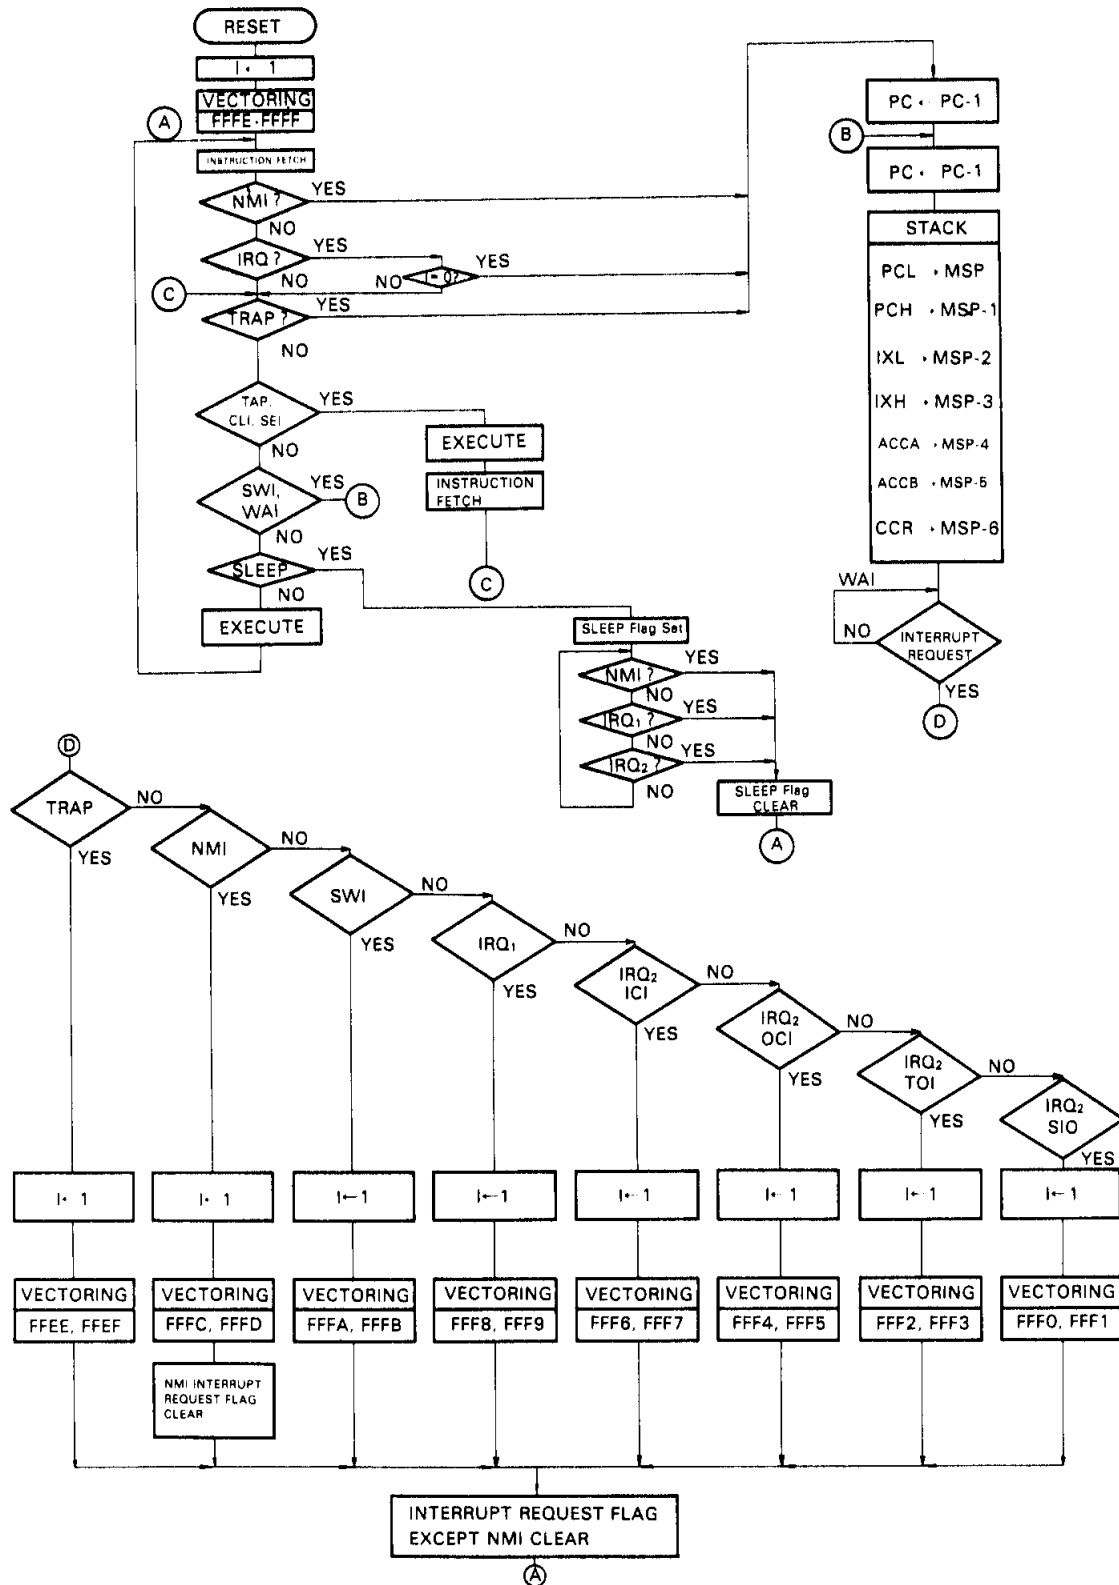 RESET
I ← 1
VECTORING
FFFE, FFFF
A
INSTRUCTION FETCH
NMI ?
YES
NO
IRQ ?
YES
NO
I = 0?
YES
NO
C
TRAP ?
YES
NO
TAP,
CLI, SEI
YES
NO
EXECUTE
INSTRUCTION
FETCH
C
SWI,
WAI
YES
B
NO
SLEEP
YES
NO
EXECUTE
PC ← PC-1
B
PC ← PC-1
STACK
PCL → MSP
PCH → MSP-1
IXL → MSP-2
IXH → MSP-3
ACCA → MSP-4
ACCB → MSP-5
CCR → MSP-6
WAI
NO
INTERRUPT
REQUEST
YES
D
SLEEP Flag Set
NMI ?
YES
NO
IRQ₁ ?
YES
NO
IRQ₂ ?
YES
NO
SLEEP Flag
CLEAR
A
D
TRAP
NO
YES
NMI
NO
YES
SWI
NO
YES
IRQ₁
NO
YES
IRQ₂
ICI
NO
YES
IRQ₂
OCI
NO
YES
IRQ₂
TOI
NO
YES
IRQ₂
SIO
YES
I← 1
I← 1
I←1
I←1
I←1
I←1
I←1
I←1
VECTORING
FFEE, FFEF
VECTORING
FFFC, FFFD
VECTORING
FFFA, FFFB
VECTORING
FFF8, FFF9
VECTORING
FFF6, FFF7
VECTORING
FFF4, FFF5
VECTORING
FFF2, FFF3
VECTORING
FFF0, FFF1
NMI INTERRUPT
REQUEST FLAG
CLEAR
INTERRUPT REQUEST FLAG
EXCEPT NMI CLEAR
A